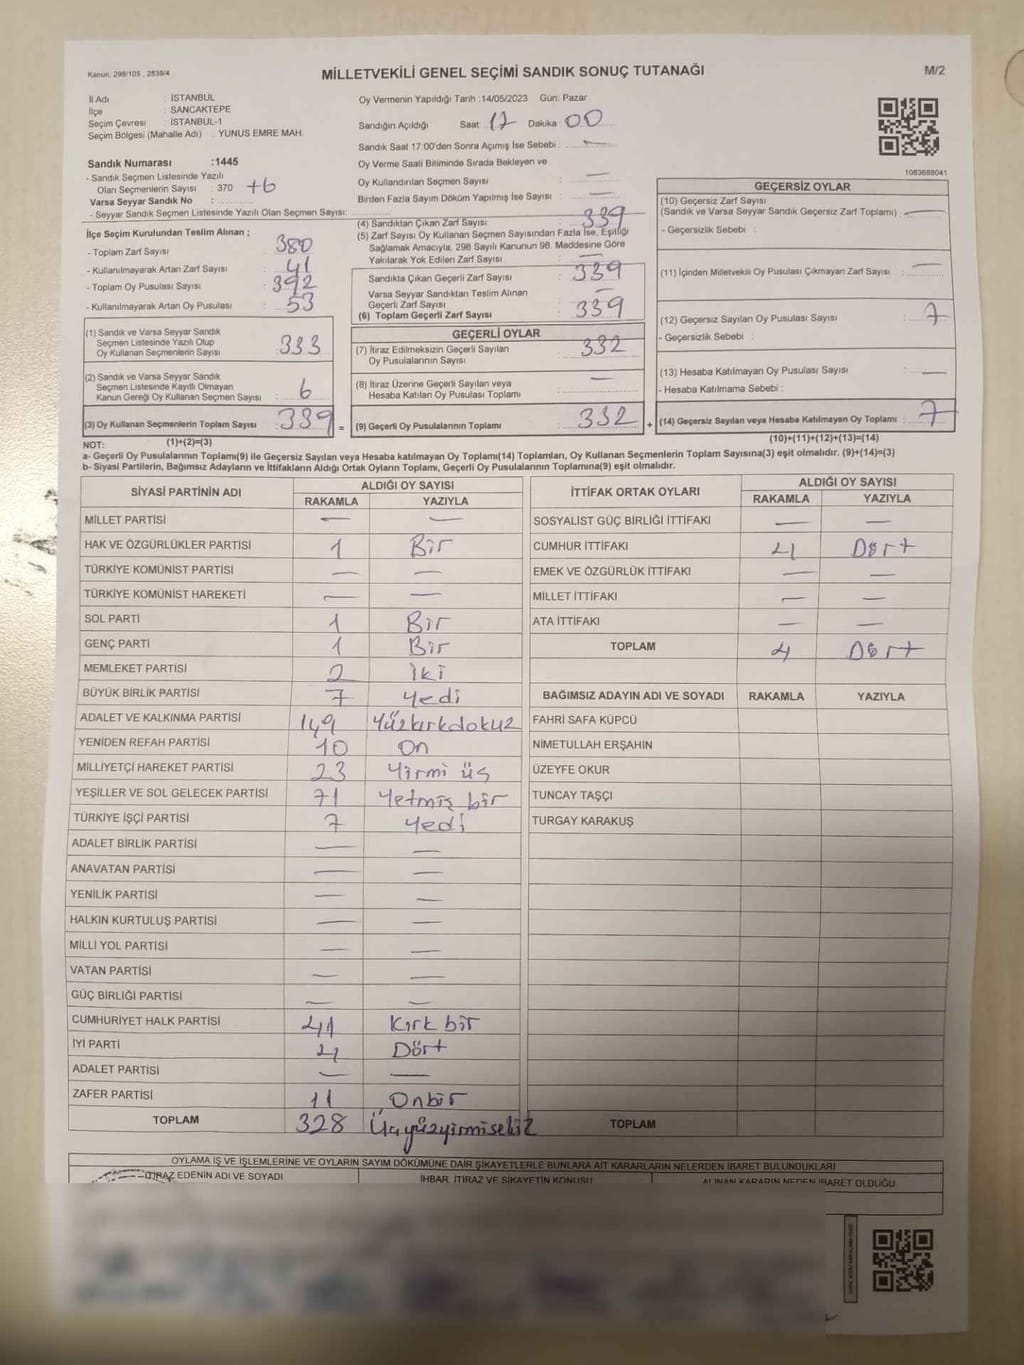 Kanun; 298/105 , 2839/4
MİLLETVEKİLİ GENEL SEÇİMİ SANDIK SONUÇ TUTANAĞI
M/2
İl Adı : İSTANBUL
İlçe : SANCAKTEPE
Seçim Çevresi : İSTANBUL-1
Seçim Bölgesi (Mahalle Adı) : YUNUS EMRE MAH.
Sandık Numarası :1445
- Sandık Seçmen Listesinde Yazılı
Olan Seçmenlerin Sayısı : 370 +6
Varsa Seyyar Sandık No :
- Seyyar Sandık Seçmen Listesinde Yazılı Olan Seçmen Sayısı:
İlçe Seçim Kurulundan Teslim Alınan ;
- Toplam Zarf Sayısı : 380
- Kullanılmayarak Artan Zarf Sayısı : 41
- Toplam Oy Pusulası Sayısı : 392
- Kullanılmayarak Artan Oy Pusulası : 53
(1) Sandık ve Varsa Seyyar Sandık
Seçmen Listesinde Yazılı Olup
Oy Kullanan Seçmenlerin Sayısı : 333
(2) Sandık ve Varsa Seyyar Sandık
Seçmen Listesinde Kayıtlı Olmayan
Kanun Gereği Oy Kullanan Seçmen Sayısı : 6
(3) Oy Kullanan Seçmenlerin Toplam Sayısı : 339 =
(1)+(2)=(3)
Oy Vermenin Yapıldığı Tarih :14/05/2023 Gün: Pazar
Sandığın Açıldığı Saat: 17 Dakika 00
Sandık Saat 17:00'den Sonra Açımış İse Sebebi : —
Oy Verme Saati Bitiminde Sırada Bekleyen ve
Oy Kullandırılan Seçmen Sayısı : —
Birden Fazla Sayım Döküm Yapılmış İse Sayısı : —
(4) Sandıktan Çıkan Zarf Sayısı : 339
(5) Zarf Sayısı Oy Kullanan Seçmen Sayısından Fazla İse, Eşitliği
Sağlamak Amacıyla, 298 Sayılı Kanunun 98. Maddesine Göre
Yakılarak Yok Edilen Zarf Sayısı : —
Sandıkta Çıkan Geçerli Zarf Sayısı : 339
Varsa Seyyar Sandıktan Teslim Alınan
Geçerli Zarf Sayısı : —
(6) Toplam Geçerli Zarf Sayısı : 339
GEÇERLİ OYLAR
(7) İtiraz Edilmeksizin Geçerli Sayılan
Oy Pusulalarının Sayısı : 332
(8) İtiraz Üzerine Geçerli Sayılan veya
Hesaba Katılan Oy Pusulası Toplamı : —
(9) Geçerli Oy Pusulalarının Toplamı : 332 +
1083688041
GEÇERSİZ OYLAR
(10) Geçersiz Zarf Sayısı
(Sandık ve Varsa Seyyar Sandık Geçersiz Zarf Toplamı) : —
- Geçersizlik Sebebi :
(11) İçinden Milletvekili Oy Pusulası Çıkmayan Zarf Sayısı : —
(12) Geçersiz Sayılan Oy Pusulası Sayısı : 7
- Geçersizlik Sebebi :
(13) Hesaba Katılmayan Oy Pusulası Sayısı : —
- Hesaba Katılmama Sebebi :
(14) Geçersiz Sayılan veya Hesaba Katılmayan Oy Toplamı : 7
(10)+(11)+(12)+(13)=(14)
NOT:
a- Geçerli Oy Pusulasının Toplamı(9) ile Geçersiz Sayılan veya Hesaba katılmayan Oy Toplamı(14) Toplamları, Oy Kullanan Seçmenlerin Toplam Sayısına(3) eşit olmalıdır. (9)+(14)=(3)
b- Siyasi Partilerin, Bağımsız Adayların ve İttifakların Aldığı Ortak Oyların Toplamı, Geçerli Oy Pusulasının Toplamına(9) eşit olmalıdır.
SİYASİ PARTİNİN ADI ALDIĞI OY SAYISI
RAKAMLA YAZIYLA
MİLLET PARTİSİ — —
HAK VE ÖZGÜRLÜKLER PARTİSİ 1 Bir
TÜRKİYE KOMÜNİST PARTİSİ — —
TÜRKİYE KOMÜNİST HAREKETİ — —
SOL PARTİ 1 Bir
GENÇ PARTİ 1 Bir
MEMLEKET PARTİSİ 2 İki
BÜYÜK BİRLİK PARTİSİ 7 Yedi
ADALET VE KALKINMA PARTİSİ 149 Yüzkırkdokuz
YENİDEN REFAH PARTİSİ 10 On
MİLLİYETÇİ HAREKET PARTİSİ 23 Yirmi üç
YEŞİLLER VE SOL GELECEK PARTİSİ 71 Yetmiş bir
TÜRKİYE İŞÇİ PARTİSİ 7 Yedi
ADALET BİRLİK PARTİSİ — —
ANAVATAN PARTİSİ — —
YENİLİK PARTİSİ — —
HALKIN KURTULUŞ PARTİSİ — —
MİLLİ YOL PARTİSİ — —
VATAN PARTİSİ — —
GÜÇ BİRLİĞİ PARTİSİ — —
CUMHURİYET HALK PARTİSİ 41 Kırk bir
İYİ PARTİ 4 Dört
ADALET PARTİSİ — —
ZAFER PARTİSİ 11 Onbir
TOPLAM 328 Üçyüzyirmisekiz
İTTİFAK ORTAK OYLARI ALDIĞI OY SAYISI
RAKAMLA YAZIYLA
SOSYALİST GÜÇ BİRLİĞİ İTTİFAKI — —
CUMHUR İTTİFAKI 4 Dört
EMEK VE ÖZGÜRLÜK İTTİFAKI — —
MİLLET İTTİFAKI — —
ATA İTTİFAKI — —
TOPLAM 4 Dört
BAĞIMSIZ ADAYIN ADI VE SOYADI RAKAMLA YAZIYLA
FAHRİ SAFA KÜPCÜ
NİMETULLAH ERŞAHİN
ÜZEYFE OKUR
TUNCAY TAŞÇI
TURGAY KARAKUŞ
TOPLAM
OYLAMA İŞ VE İŞLEMLERİNE VE OYLARIN SAYIM DÖKÜMÜNE DAİR ŞİKAYETLERLE BUNLARA AİT KARARLARIN NELERDEN İBARET BULUNDUKLARI
İTİRAZ EDENİN ADI VE SOYADI İHBAR, İTİRAZ VE ŞİKAYETİN KONUSU ALINAN KARARIN NEDEN İBARET OLDUĞU